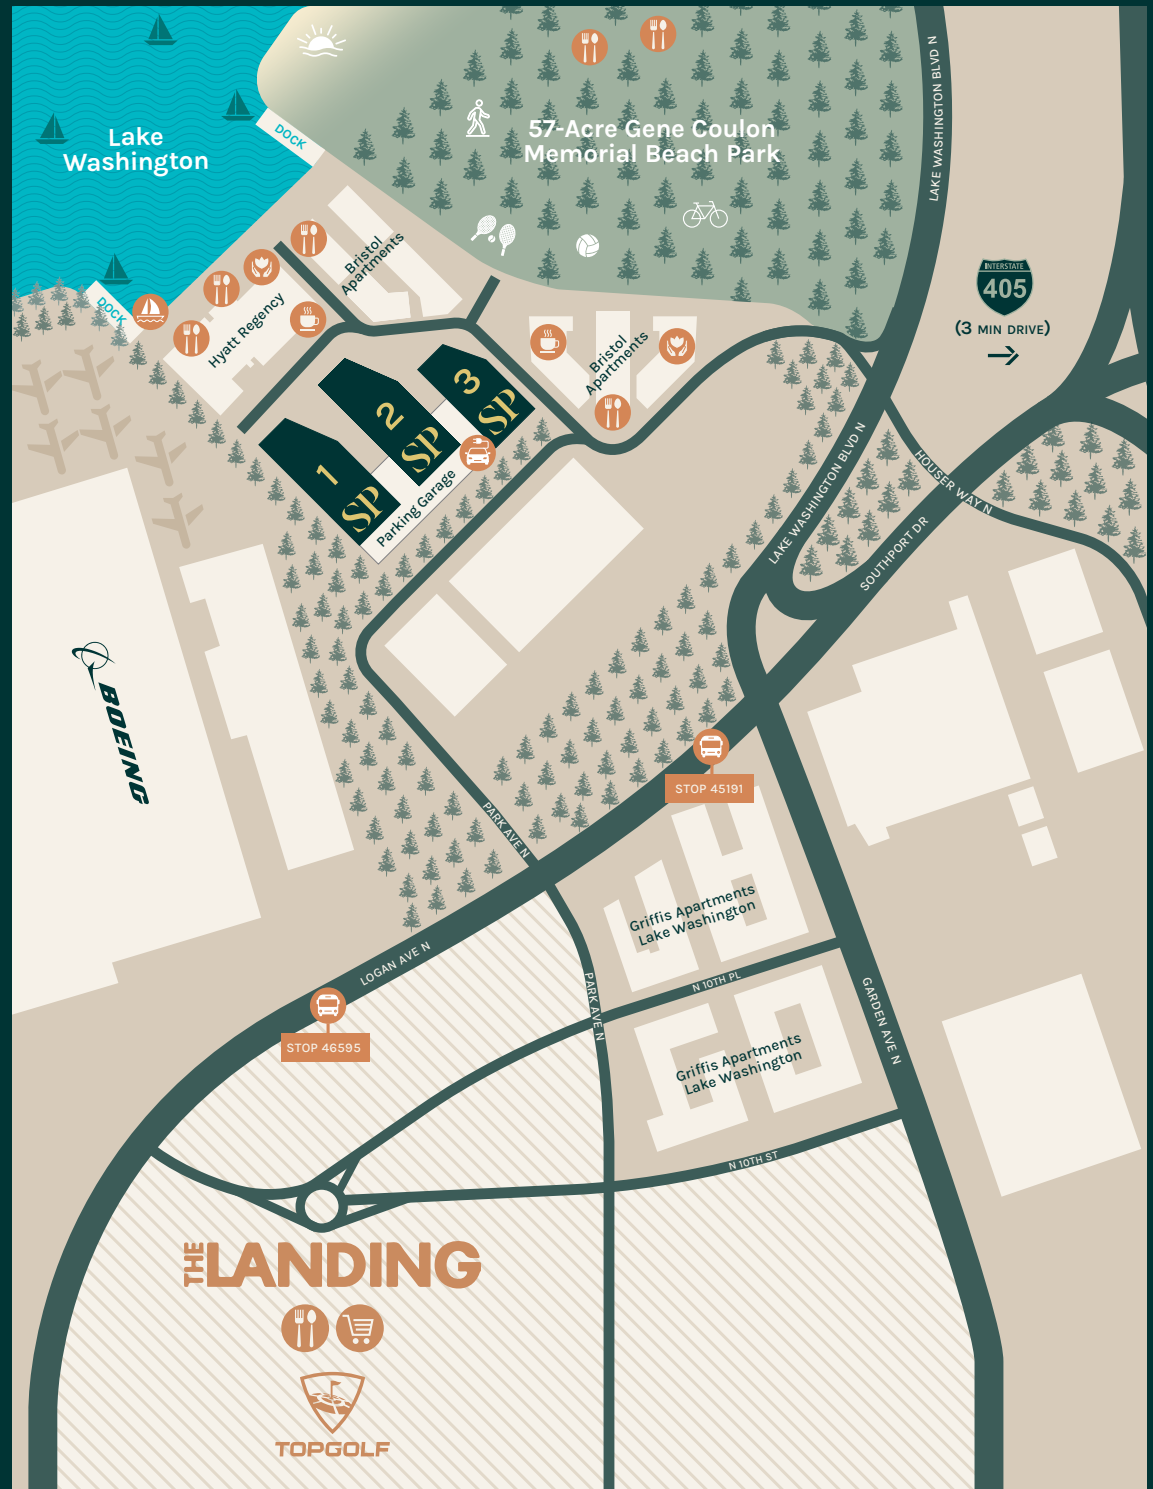 LAKE WASHINGTON BLVD N
57-Acre Gene Coulon
Memorial Beach Park
Lake
Washington
DOCK
DOCK
Bristol
Apartments
Hyatt Regency
INTERSTATE
405
(3 MIN DRIVE)
Bristol
Apartments
3
SP
2
SP
1
SP
Parking Garage
LAKE WASHINGTON BLVD N
HOUSER WAY N
SOUTHPORT DR
BOEING
STOP 45191
PARK AVE N
Griffis Apartments
Lake Washington
LOGAN AVE N
N 10TH PL
PARK AVE N
GARDEN AVE N
STOP 46595
Griffis Apartments
Lake Washington
N 10TH ST
THE LANDING
TOPGOLF